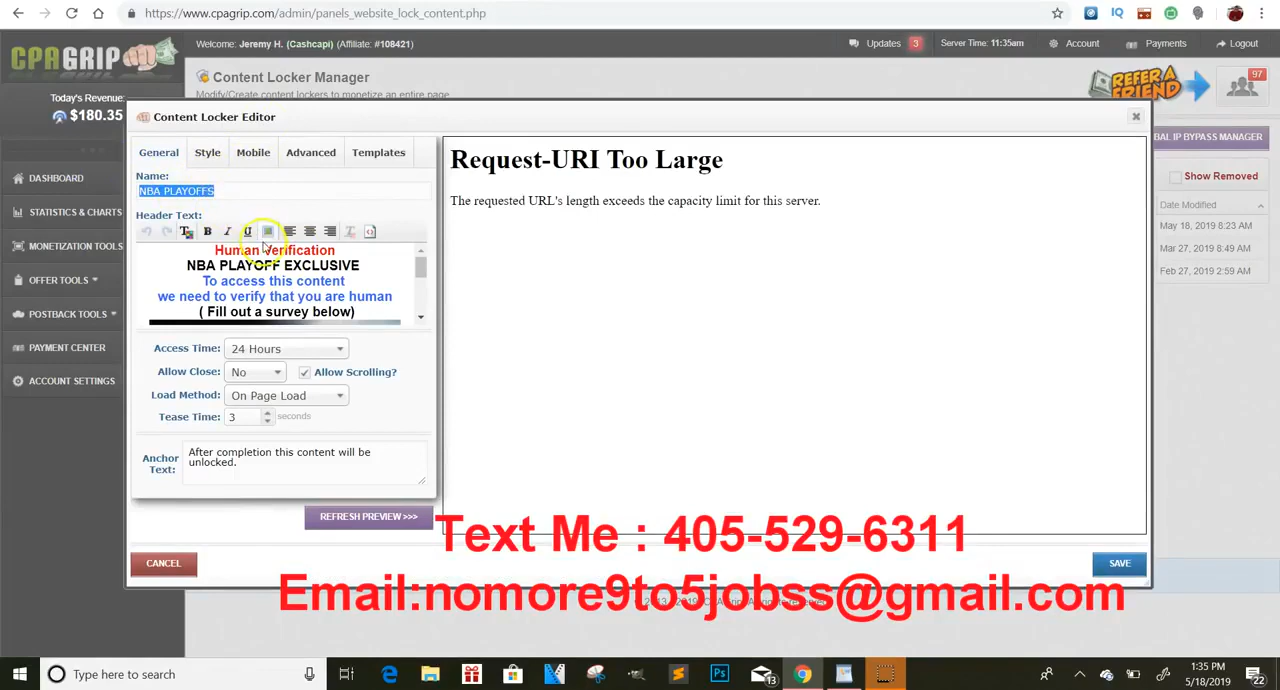 https://www.cpagrip.com/admin/panels_website_lock_content.php
IQ
CPAGRIP
Welcome: Jeremy H. (Cashcapi) (Affiliate: #108421)
Updates 3
Server Time: 11:35am
Account
Payments
Logout
Content Locker Manager
Modify/Create content lockers to monetize an entire page.
REFER A FRIEND
97
Today's Revenue:
$180.35
BAL IP BYPASS MANAGER
Show Removed
Date Modified
May 18, 2019 8:23 AM
Mar 27, 2019 8:49 AM
Feb 27, 2019 2:59 AM
DASHBOARD
STATISTICS & CHARTS
MONETIZATION TOOLS
OFFER TOOLS
POSTBACK TOOLS
PAYMENT CENTER
ACCOUNT SETTINGS
Content Locker Editor
General
Style
Mobile
Advanced
Templates
Name:
NBA PLAYOFFS
Header Text:
Human Verification
NBA PLAYOFF EXCLUSIVE
To access this content
we need to verify that you are human
( Fill out a survey below)
Access Time: 24 Hours
Allow Close: No
Allow Scrolling?
Load Method: On Page Load
Tease Time: 3 seconds
Anchor Text:
After completion this content will be
unlocked.
REFRESH PREVIEW >>>
CANCEL
SAVE
Request-URI Too Large
The requested URL's length exceeds the capacity limit for this server.
Text Me : 405-529-6311
Email:nomore9to5jobss@gmail.com
Type here to search
Ps
13
1:35 PM
5/18/2019
22